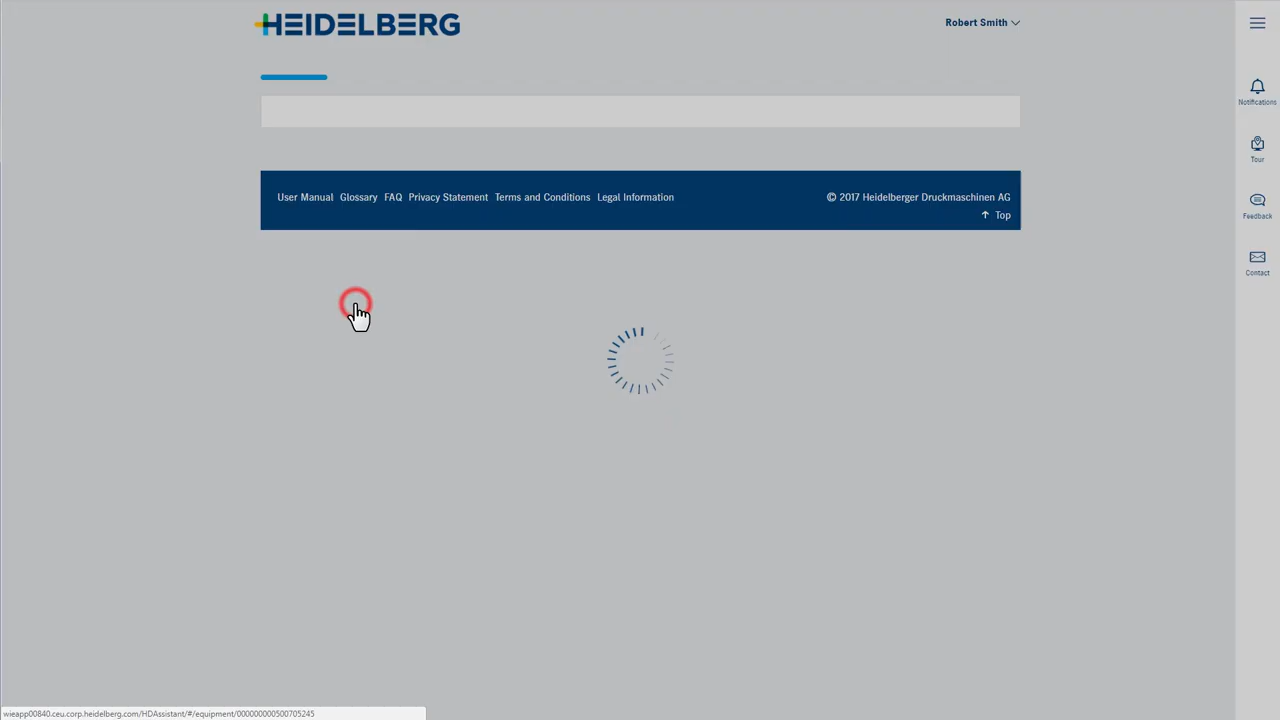 HEIDELBERG
Robert Smith
Notifications
Tour
Feedback
Contact
User Manual Glossary FAQ Privacy Statement Terms and Conditions Legal Information
© 2017 Heidelberger Druckmaschinen AG
Top
wieapp00840.ceu.corp.heidelberg.com/HDAssistant/#/equipment/000000000500705245